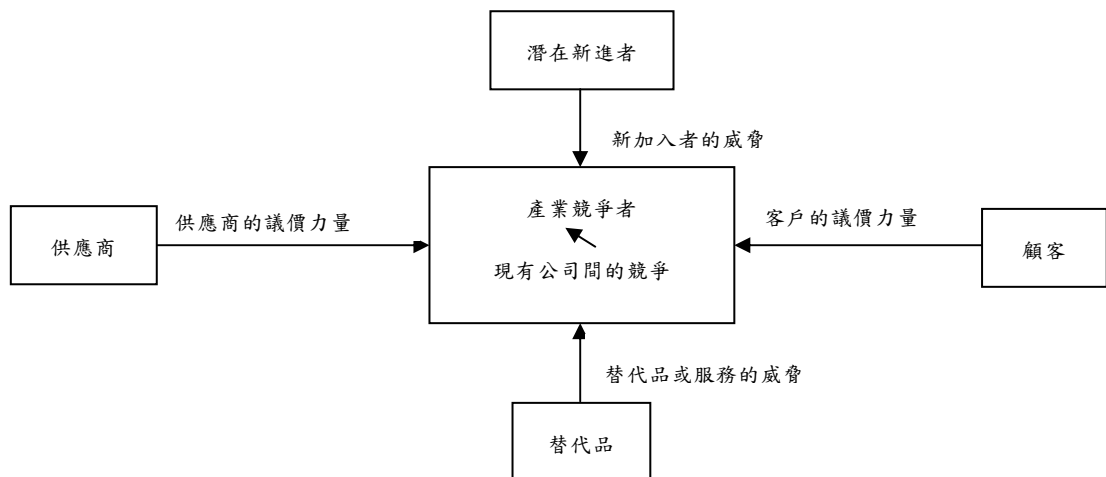 潛在新進者
新加入者的威脅
供應商
供應商的議價力量
產業競爭者
現有公司間的競爭
客戶的議價力量
顧客
替代品或服務的威脅
替代品